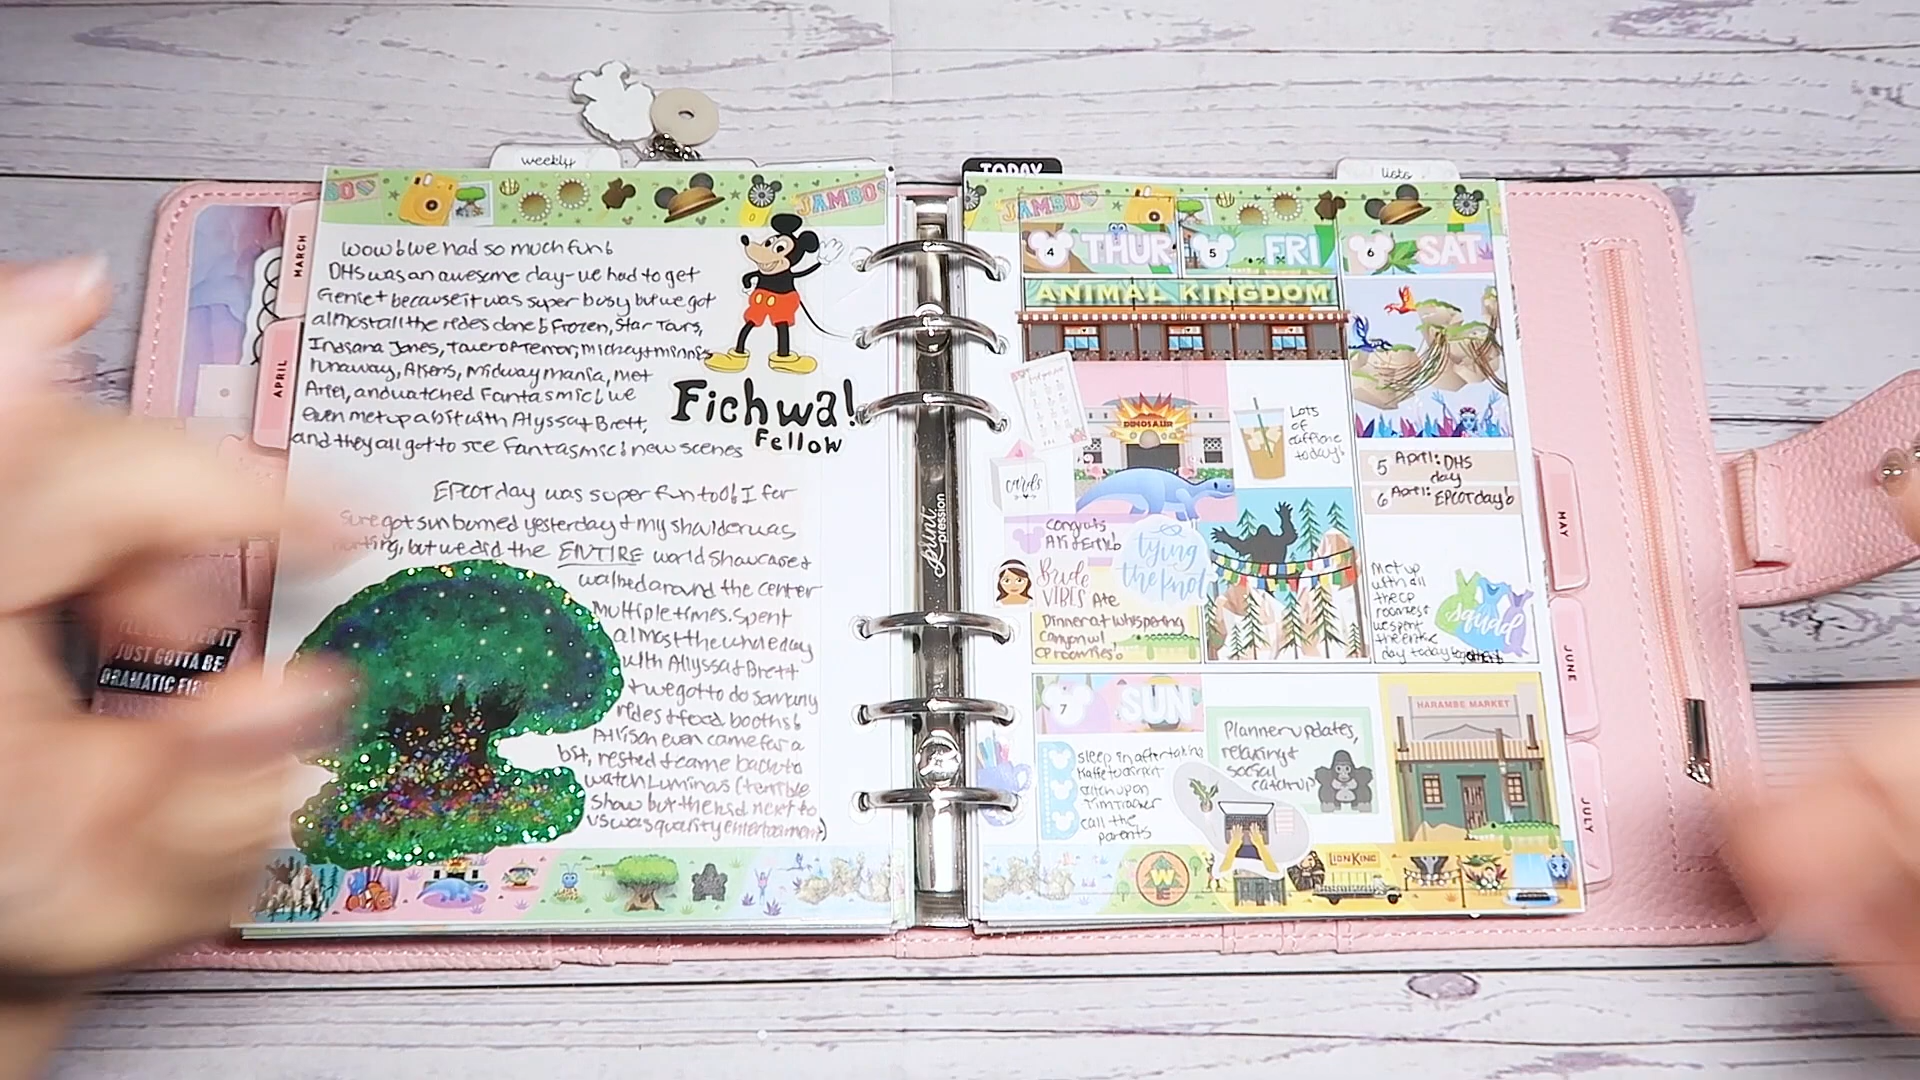 weekly
TODAY
lists
MARCH
APRIL
JAMBO
wow! we had so much fun!
DHS was an awesome day - we had to get
Genie+ because it was super busy but we got
almost all the rides done! Frozen, Star Tours,
Indiana Jones, Tower of Terror, Mickey + minnis
runaway, Aliens, Midway mania, met
Ariel, and watched Fantasmic! we
even met up a bit with Alyssa + Brett,
and they all got to see Fantasmic! new scenes
Fichwa!
Fellow
EPCOT day was super fun too! I for
sure got sunburned yesterday + my shoulder was
hurting, but we did the ENTIRE world showcase +
walked around the center
multiple times. Spent
almost the whole day
with Allyssa + Brett
+ we got to do so many
rides + food booths!
Allison even came for a
bit, rested + came back to
watch Luminous (terrible
show but the kid next to
us was quality entertainment)
JUST GOTTA BE
DRAMATIC FIRST
JAMBO
4 THUR
5 FRI
6 SAT
ANIMAL KINGDOM
DINOSAUR
cards
Lots
of
caffiene
today!
5 April: DHS
day
6 April: EPCOT day!
congrats
tying
the knot
Bride
VIBES
Ate
Dinner at whispering
canyon w/
CP roomies!
Met up
with all
the CP
roomies +
we spent
the entire
day today together!
squad
7 SUN
sleep in after taking
to airport
catch up on
Timtracker
call the
parents
Planner updates,
relaxing +
social
catch up
HARAMBE MARKET
LION KING
W
MAY
JUNE
JULY